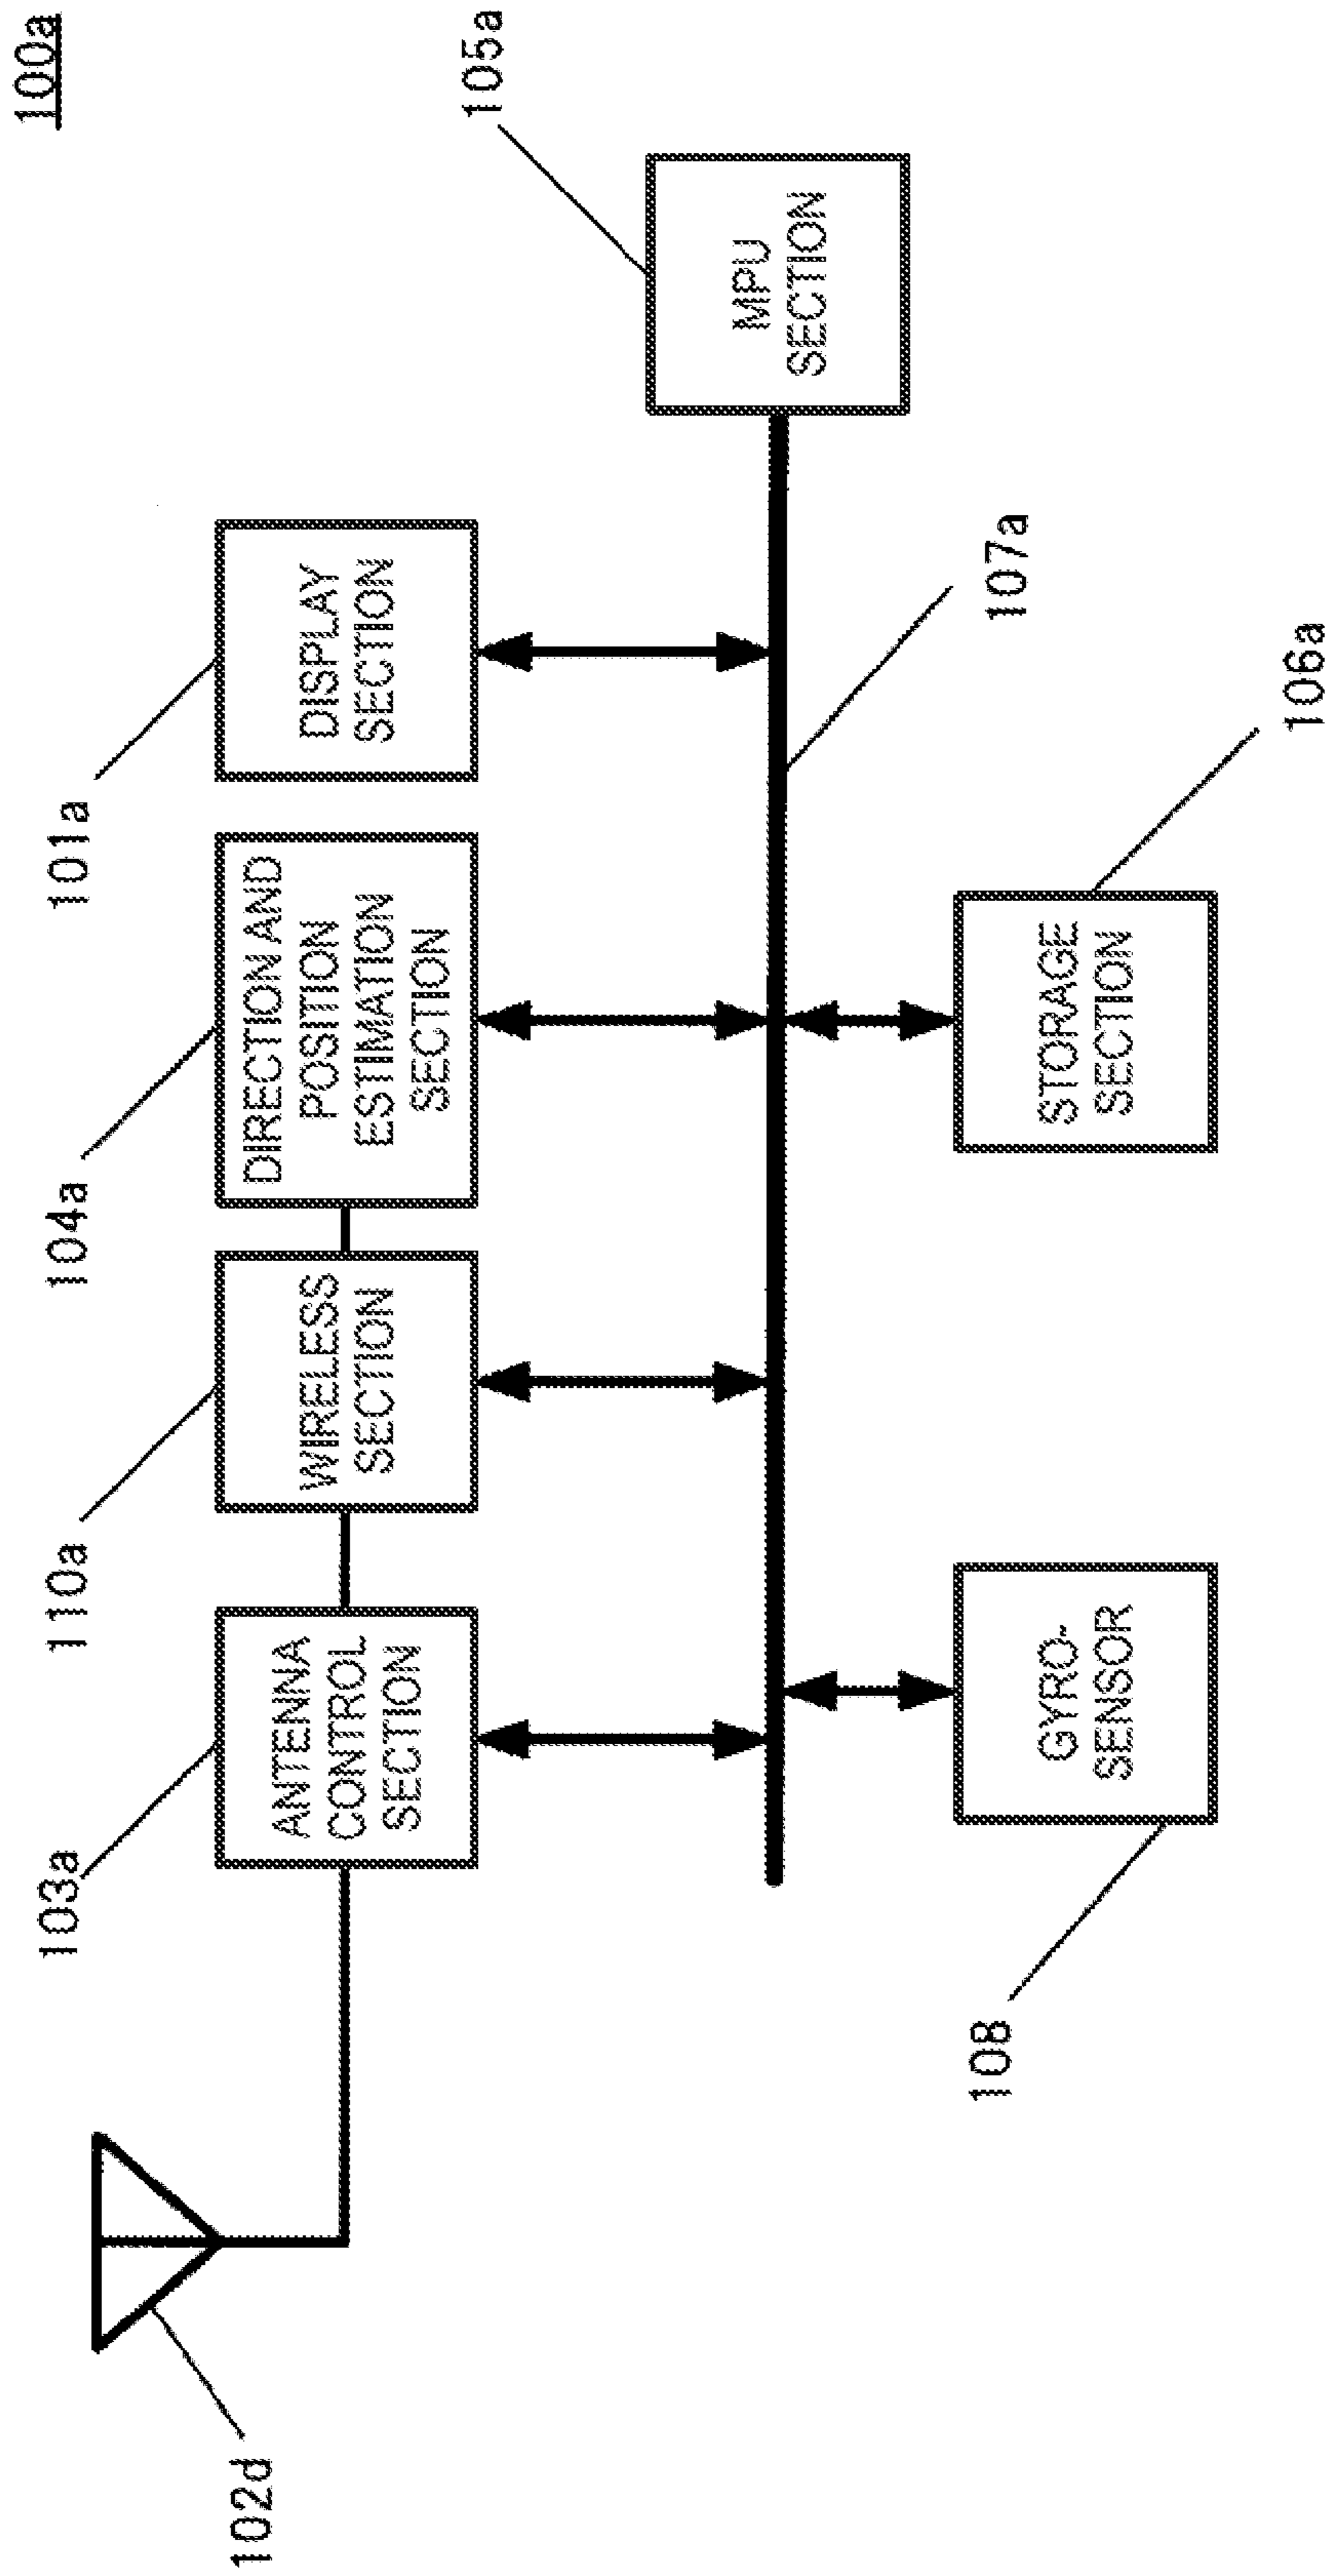 100a
102d
103a
110a
104a
101a
105a
ANTENNA
CONTROL
SECTION
WIRELESS
SECTION
DIRECTION AND
POSITION
ESTIMATION
SECTION
DISPLAY
SECTION
MPU
SECTION
107a
GYRO-
SENSOR
STORAGE
SECTION
108
106a